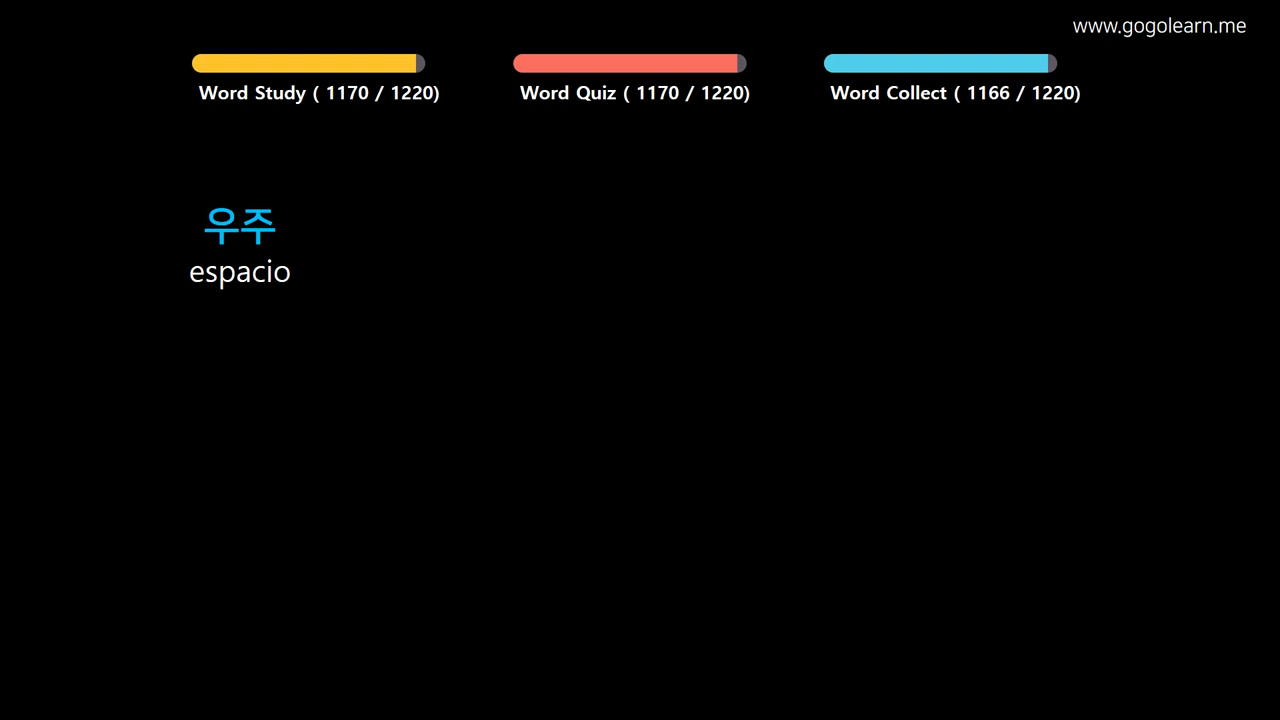 www.gogolearn.me
Word Study ( 1170 / 1220)
Word Quiz ( 1170 / 1220)
Word Collect ( 1166 / 1220)
우주
espacio